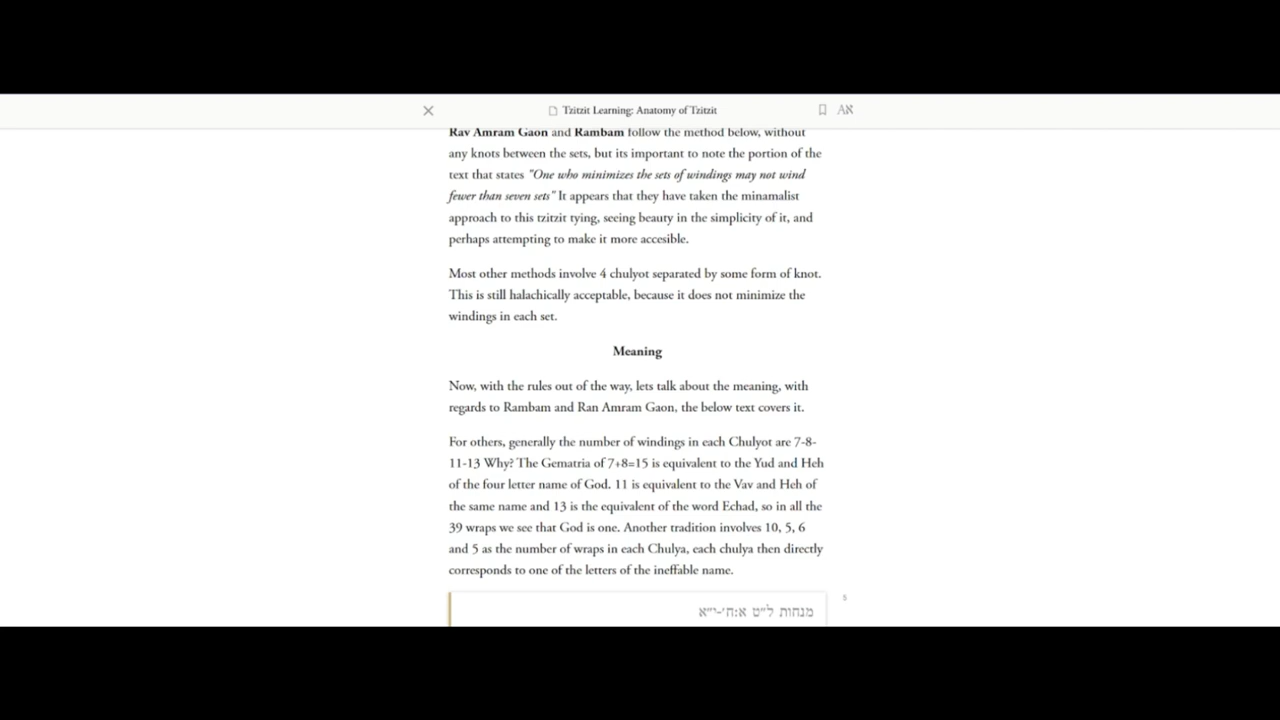 Tzitzit Learning: Anatomy of Tzitzit
Rav Amram Gaon and Rambam follow the method below, without
any knots between the sets, but its important to note the portion of the
text that states "One who minimizes the sets of windings may not wind
fewer than seven sets" It appears that they have taken the minamalist
approach to this tzitzit tying, seeing beauty in the simplicity of it, and
perhaps attempting to make it more accesible.
Most other methods involve 4 chulyot separated by some form of knot.
This is still halachically acceptable, because it does not minimize the
windings in each set.
Meaning
Now, with the rules out of the way, lets talk about the meaning, with
regards to Rambam and Ran Amram Gaon, the below text covers it.
For others, generally the number of windings in each Chulyot are 7-8-
11-13 Why? The Gematria of 7+8=15 is equivalent to the Yud and Heh
of the four letter name of God. 11 is equivalent to the Vav and Heh of
the same name and 13 is the equivalent of the word Echad, so in all the
39 wraps we see that God is one. Another tradition involves 10, 5, 6
and 5 as the number of wraps in each Chulya, each chulya then directly
corresponds to one of the letters of the ineffable name.
5
מנחות ל״ט א:ח׳-י״א
אA